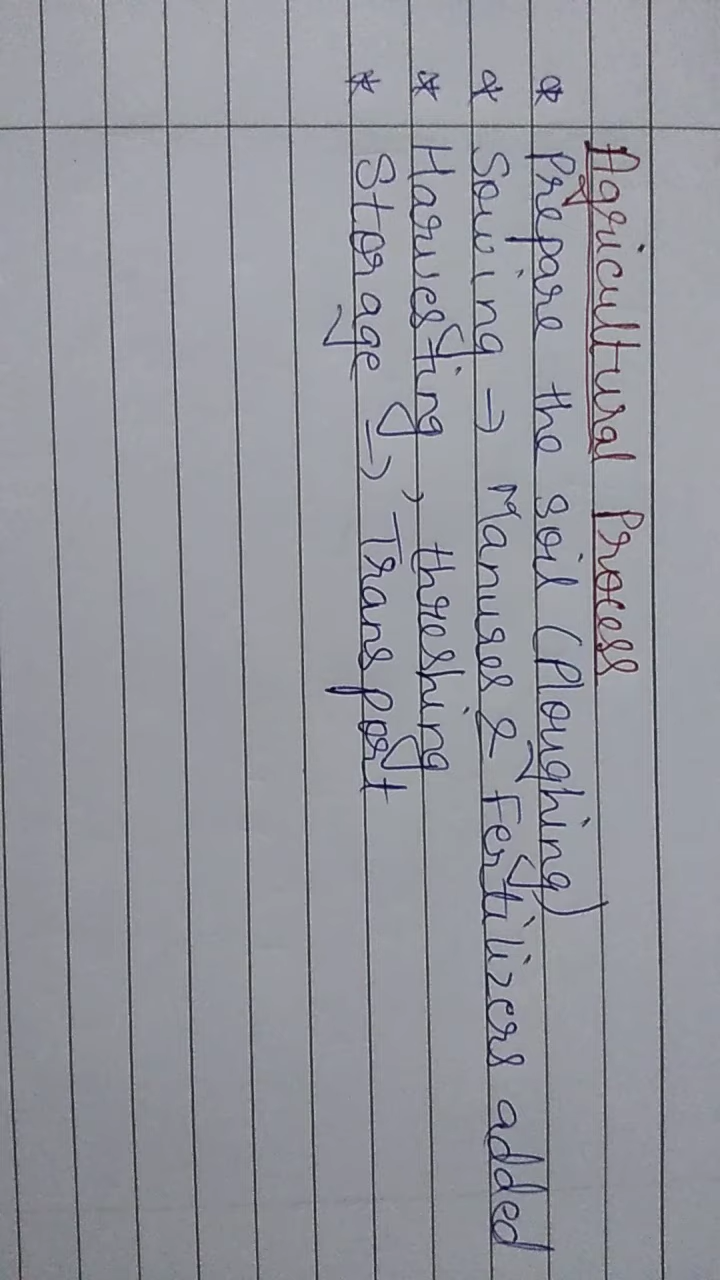 Agricultural Process
* Prepare the soil (Ploughing)
* Sowing → Manures & Fertilizers added
* Harvesting, threshing
* Storage → Transport